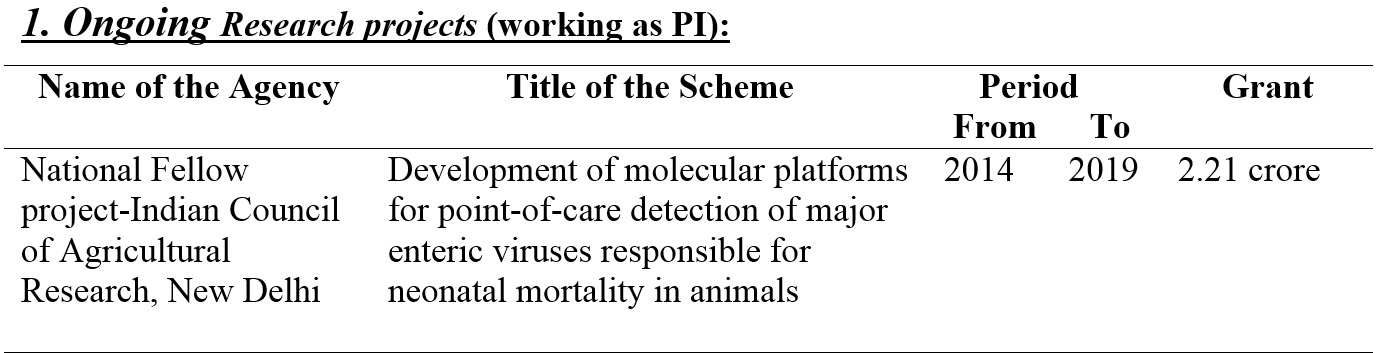 1. Ongoing Research projects (working as PI):
Name of the Agency Title of the Scheme Period Grant
From To
National Fellow Development of molecular platforms 2014 2019 2.21 crore
project-Indian Council for point-of-care detection of major
of Agricultural enteric viruses responsible for
Research, New Delhi neonatal mortality in animals